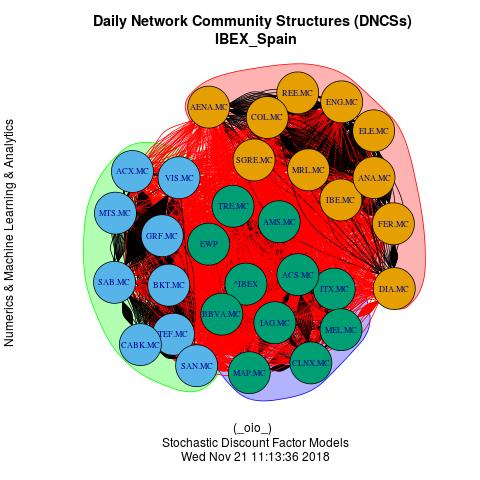 Daily Network Community Structures (DNCSs)
IBEX_Spain
Numerics & Machine Learning & Analytics
REE.MC
ENG.MC
AENA.MC
COL.MC
ELE.MC
SGRE.MC
MRL.MC
ANA.MC
IBE.MC
FER.MC
DIA.MC
ACX.MC
VIS.MC
MTS.MC
GRF.MC
SAB.MC
BKT.MC
TEF.MC
CABK.MC
SAN.MC
TRE.MC
AMS.MC
EWP
^IBEX
ACS.MC
ITX.MC
BBVA.MC
IAG.MC
MEL.MC
MAP.MC
CLNX.MC
(_oio_)
Stochastic Discount Factor Models
Wed Nov 21 11:13:36 2018